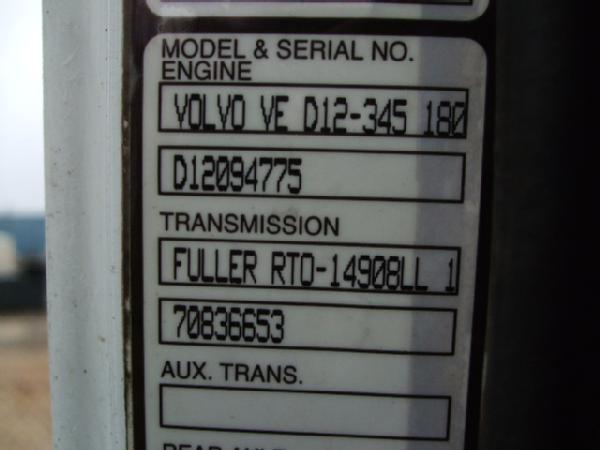 MODEL & SERIAL NO.
ENGINE
VOLVO VE D12-345 180
D12094775
TRANSMISSION
FULLER RTO-14908LL 1
70836653
AUX. TRANS.